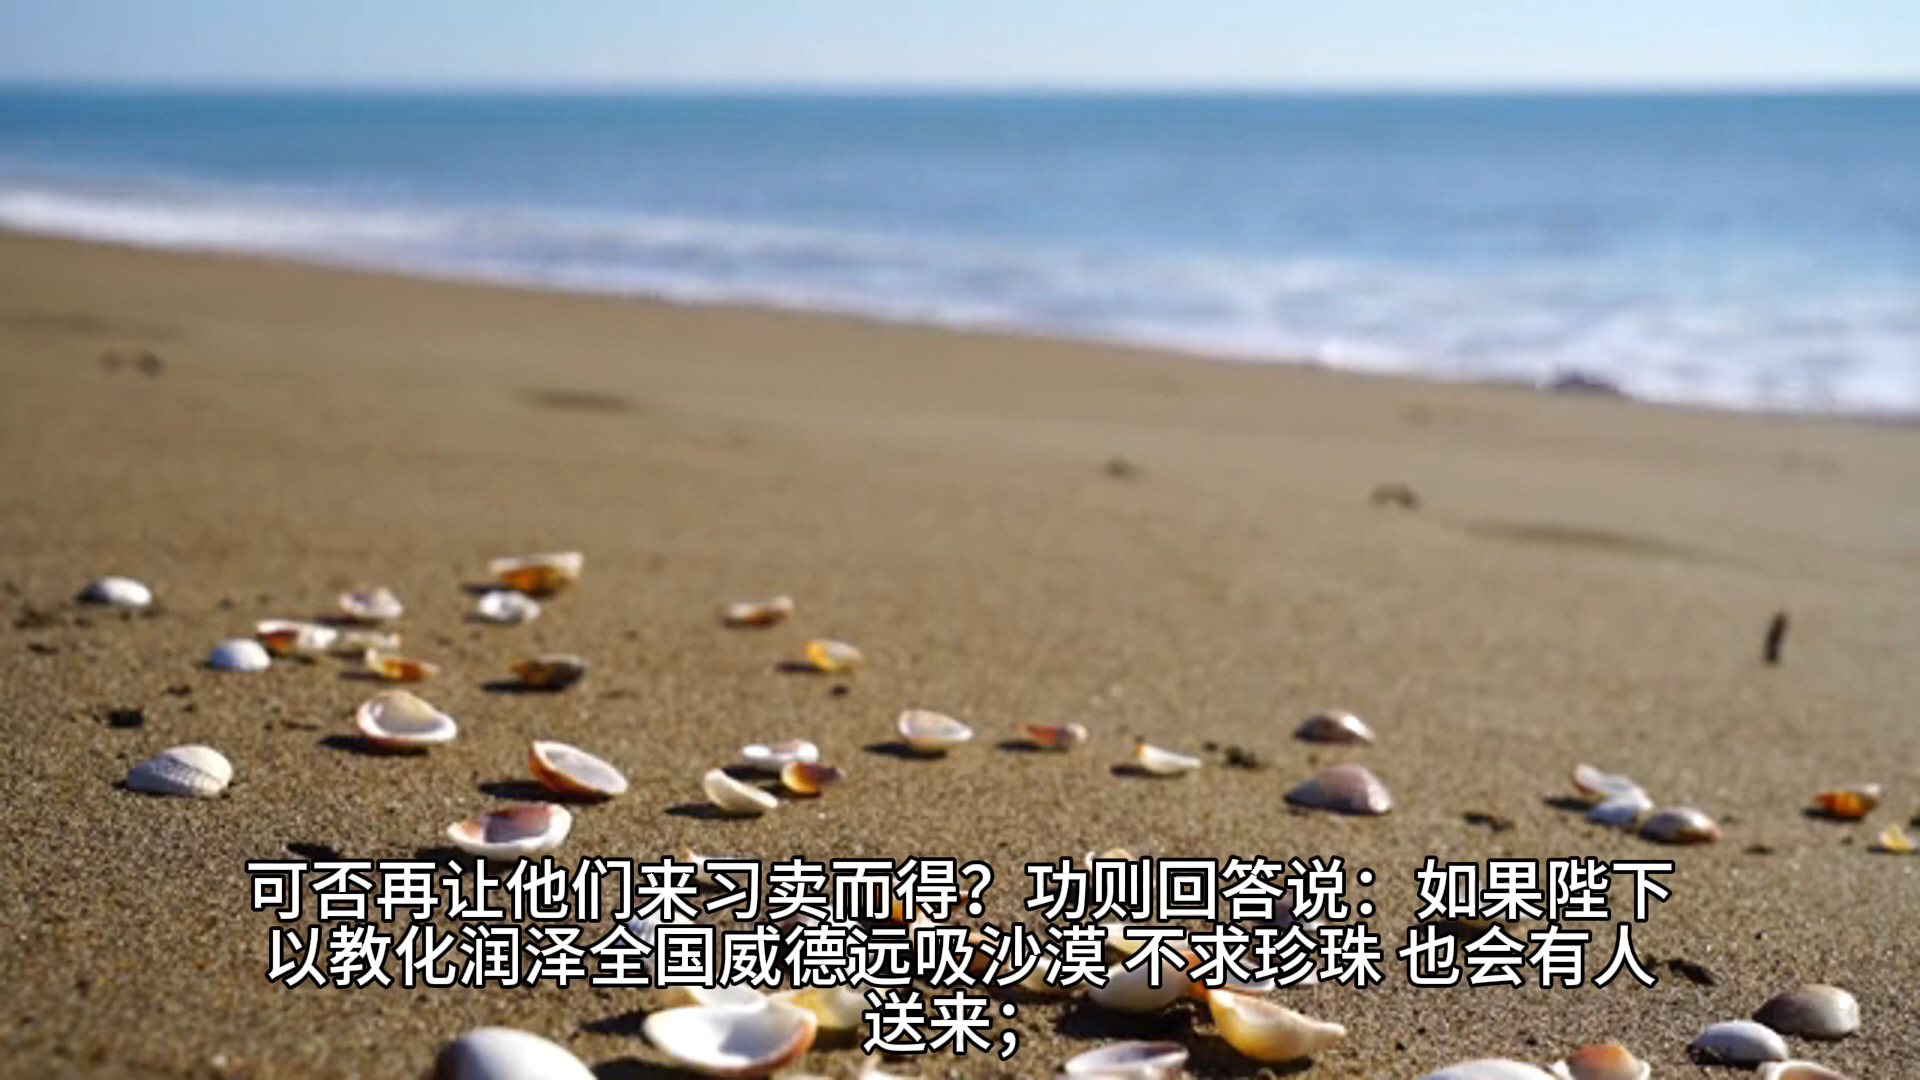 可否再让他们来习卖而得？功则回答说：如果陛下
以教化润泽全国威德远吸沙漠 不求珍珠 也会有人
送来；